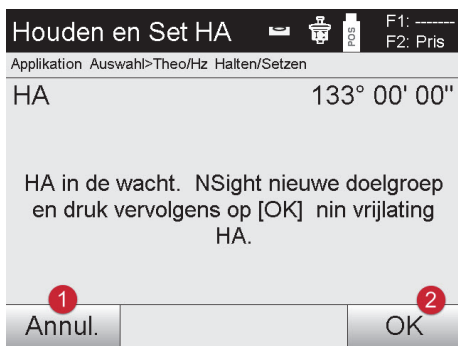 Houden en Set HA
POS
F1: -------
F2: Pris
Applikation Auswahl>Theo/Hz Halten/Setzen
HA 133° 00' 00"
HA in de wacht. NSight nieuwe doelgroep
en druk vervolgens op [OK] nin vrijlating
HA.
1
2
Annul.
OK